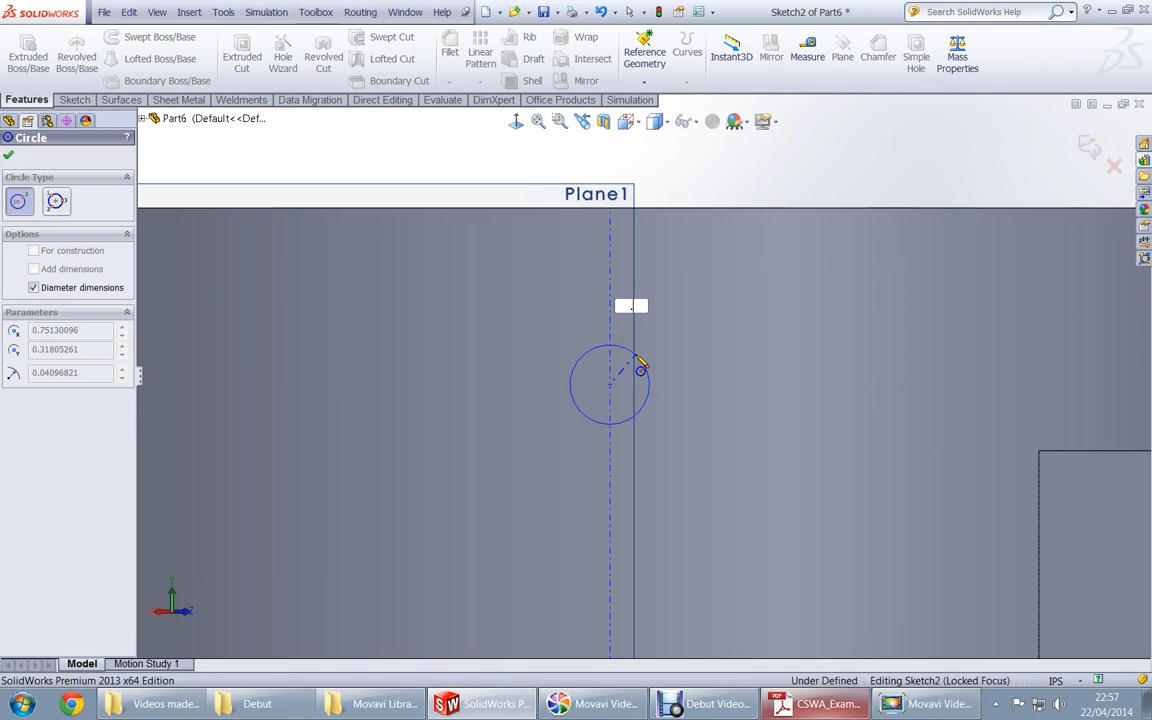 SOLIDWORKS File Edit View Insert Tools Simulation Toolbox Routing Window Help Sketch2 of Part6 * Search SolidWorks Help
Extruded Boss/Base
Revolved Boss/Base
Swept Boss/Base
Lofted Boss/Base
Boundary Boss/Base
Extruded Cut
Hole Wizard
Revolved Cut
Swept Cut
Lofted Cut
Boundary Cut
Fillet
Linear Pattern
Rib
Draft
Shell
Wrap
Intersect
Mirror
Reference Geometry
Curves
Instant3D
Mirror
Measure
Plane
Chamfer
Simple Hole
Mass Properties
Features Sketch Surfaces Sheet Metal Weldments Data Migration Direct Editing Evaluate DimXpert Office Products Simulation
Part6 (Default<<Def...
Circle ?
Circle Type
Options
For construction
Add dimensions
Diameter dimensions
Parameters
0.75130096
0.31805261
0.04096821
Plane1
.
Y
X
Z
Model Motion Study 1
SolidWorks Premium 2013 x64 Edition Under Defined Editing Sketch2 (Locked Focus) IPS
Videos made... Debut Movavi Libra... SolidWorks P... Movavi Vide... Debut Video... CSWA_Exam... Movavi Vide...
22:57
22/04/2014